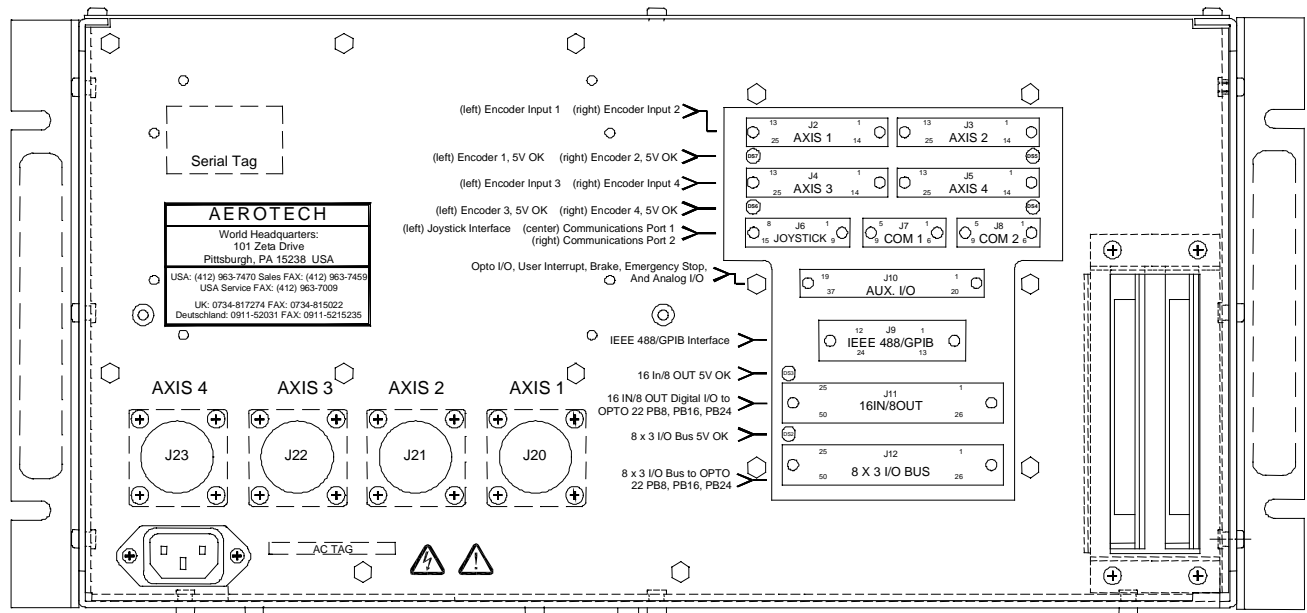 (left) Encoder Input 1 (right) Encoder Input 2
13 J2 1
AXIS 1
25 14
13 J3 1
AXIS 2
25 14
Serial Tag
(left) Encoder 1, 5V OK (right) Encoder 2, 5V OK
DS7
DS5
(left) Encoder Input 3 (right) Encoder Input 4
13 J4 1
AXIS 3
25 14
13 J5 1
AXIS 4
25 14
(left) Encoder 3, 5V OK (right) Encoder 4, 5V OK
DS6
DS4
(left) Joystick Interface (center) Communications Port 1
(right) Communications Port 2
8 J6 1
15 JOYSTICK 9
5 J7 1
9 COM 1 6
5 J8 1
9 COM 2 6
AEROTECH
World Headquarters:
101 Zeta Drive
Pittsburgh, PA 15238 USA
USA: (412) 963-7470 Sales FAX: (412) 963-7459
USA Service FAX: (412) 963-7009
UK: 0734-817274 FAX: 0734-815022
Deutschland: 0911-52031 FAX: 0911-5215235
Opto I/O, User Interrupt, Brake, Emergency Stop,
And Analog I/O
19 J10 1
37 AUX. I/O 20
IEEE 488/GPIB Interface
12 J9 1
IEEE 488/GPIB
24 13
16 In/8 OUT 5V OK
DS3
16 IN/8 OUT Digital I/O to
OPTO 22 PB8, PB16, PB24
25 J11 1
16IN/8OUT
50 26
8 x 3 I/O Bus 5V OK
DS2
8 x 3 I/O Bus to OPTO
22 PB8, PB16, PB24
25 J12 1
8 X 3 I/O BUS
50 26
AXIS 4 AXIS 3 AXIS 2 AXIS 1
J23 J22 J21 J20
AC TAG